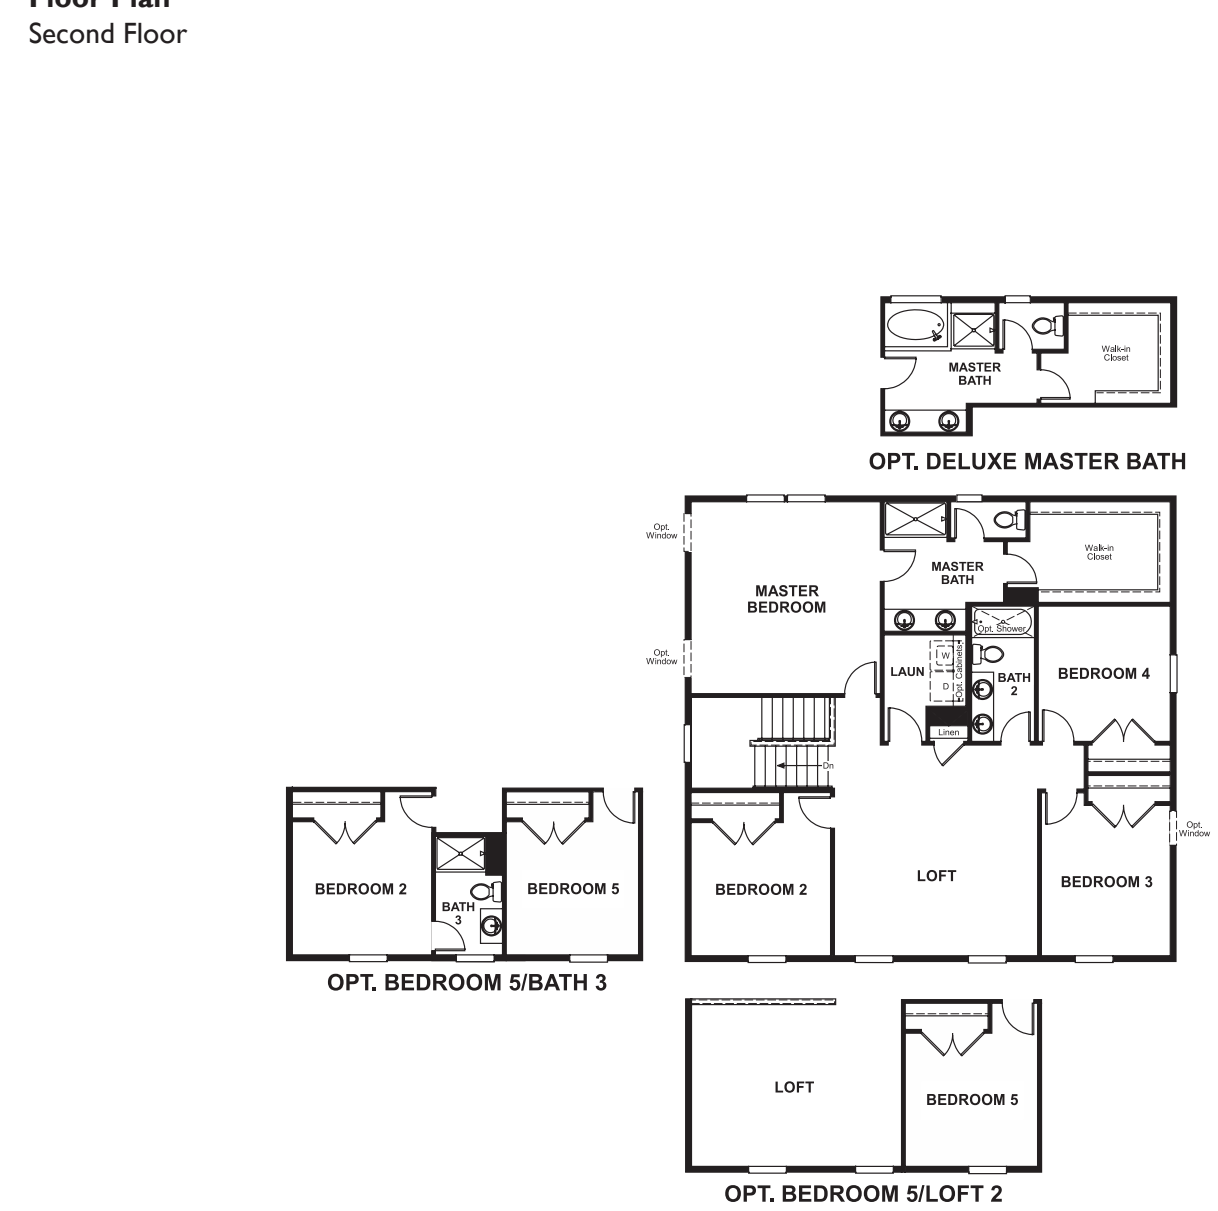 Floor Plan
Second Floor
Walk-in
Closet
MASTER
BATH
OPT. DELUXE MASTER BATH
Opt.
Window
Walk-in
Closet
MASTER
BATH
MASTER
BEDROOM
Opt. Shower
Opt.
Window
W
LAUN
Opt. Cabinets
D
BATH
2
BEDROOM 4
Linen
Dn
Opt.
Window
BEDROOM 2
BATH
3
BEDROOM 5
BEDROOM 2
LOFT
BEDROOM 3
OPT. BEDROOM 5/BATH 3
LOFT
BEDROOM 5
OPT. BEDROOM 5/LOFT 2